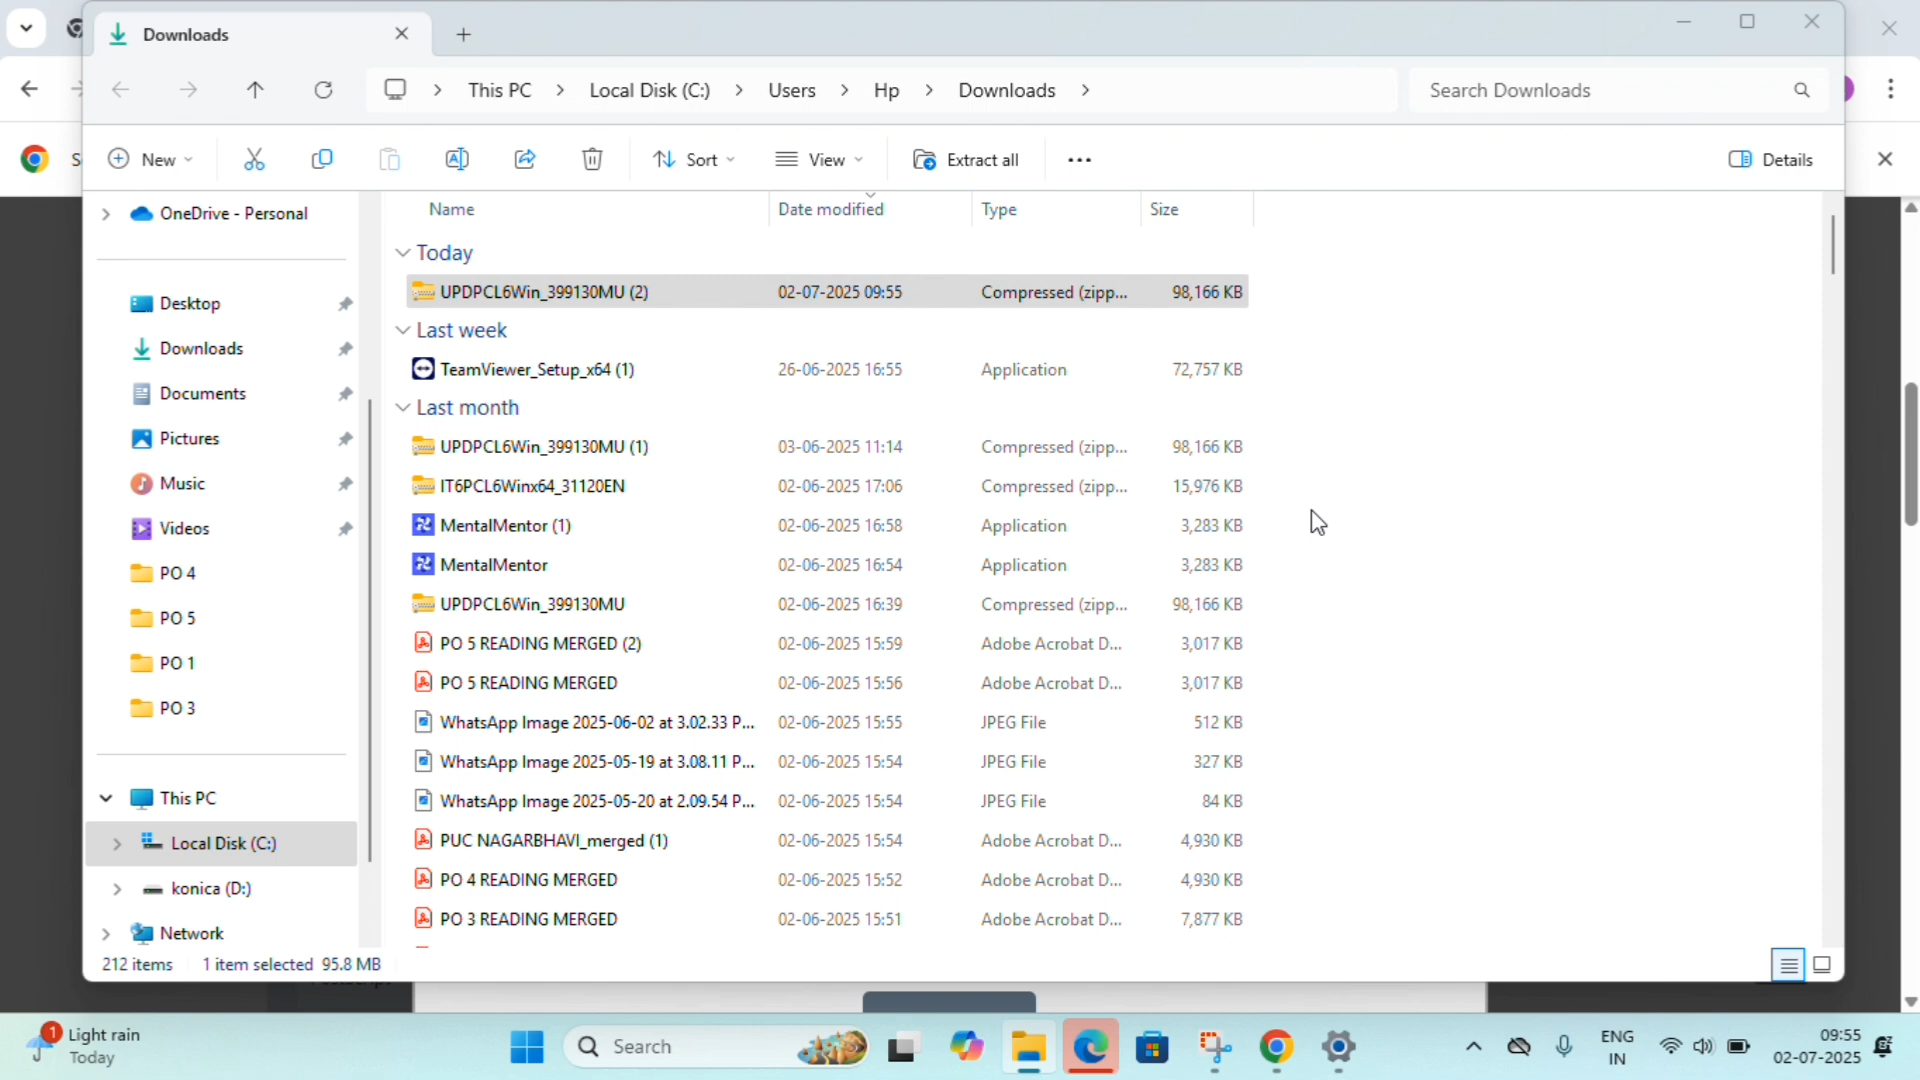 Downloads
This PC
Local Disk (C:)
Users
Hp
Downloads
Search Downloads
New
Sort
View
Extract all
Details
OneDrive - Personal
Desktop
Downloads
Documents
Pictures
Music
Videos
PO 4
PO 5
PO 1
PO 3
This PC
Local Disk (C:)
konica (D:)
Network
Name Date modified Type Size
Today
UPDPCL6Win_399130MU (2) 02-07-2025 09:55 Compressed (zipp... 98,166 KB
Last week
TeamViewer_Setup_x64 (1) 26-06-2025 16:55 Application 72,757 KB
Last month
UPDPCL6Win_399130MU (1) 03-06-2025 11:14 Compressed (zipp... 98,166 KB
IT6PCL6Winx64_31120EN 02-06-2025 17:06 Compressed (zipp... 15,976 KB
MentalMentor (1) 02-06-2025 16:58 Application 3,283 KB
MentalMentor 02-06-2025 16:54 Application 3,283 KB
UPDPCL6Win_399130MU 02-06-2025 16:39 Compressed (zipp... 98,166 KB
PO 5 READING MERGED (2) 02-06-2025 15:59 Adobe Acrobat D... 3,017 KB
PO 5 READING MERGED 02-06-2025 15:56 Adobe Acrobat D... 3,017 KB
WhatsApp Image 2025-06-02 at 3.02.33 P... 02-06-2025 15:55 JPEG File 512 KB
WhatsApp Image 2025-05-19 at 3.08.11 P... 02-06-2025 15:54 JPEG File 327 KB
WhatsApp Image 2025-05-20 at 2.09.54 P... 02-06-2025 15:54 JPEG File 84 KB
PUC NAGARBHAVI_merged (1) 02-06-2025 15:54 Adobe Acrobat D... 4,930 KB
PO 4 READING MERGED 02-06-2025 15:52 Adobe Acrobat D... 4,930 KB
PO 3 READING MERGED 02-06-2025 15:51 Adobe Acrobat D... 7,877 KB
212 items 1 item selected 95.8 MB
1
Light rain
Today
Search
ENG
IN
09:55
02-07-2025